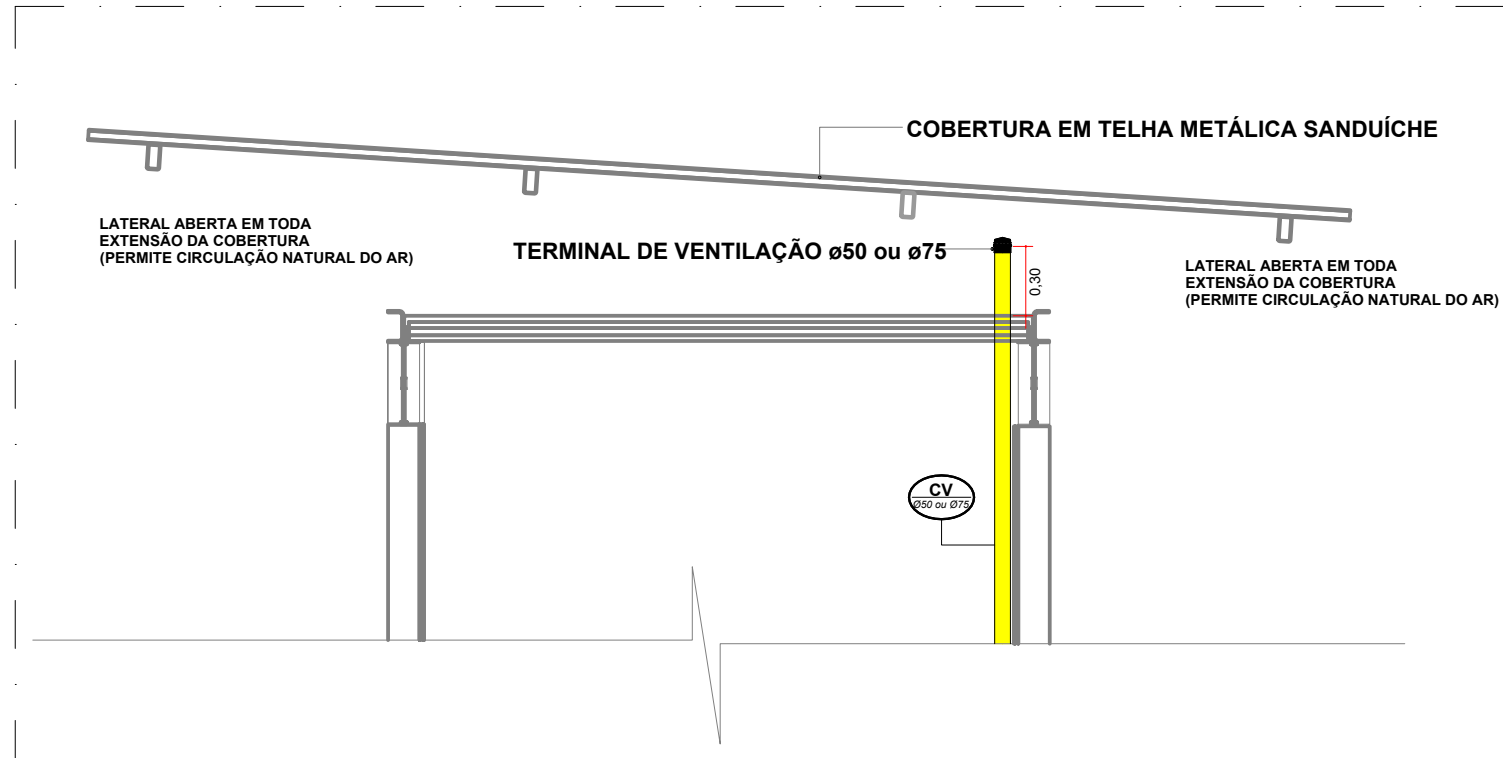 COBERTURA EM TELHA METÁLICA SANDUÍCHE
LATERAL ABERTA EM TODA
EXTENSÃO DA COBERTURA
(PERMITE CIRCULAÇÃO NATURAL DO AR)
TERMINAL DE VENTILAÇÃO ø50 ou ø75
0,30
LATERAL ABERTA EM TODA
EXTENSÃO DA COBERTURA
(PERMITE CIRCULAÇÃO NATURAL DO AR)
CV
Ø50 ou Ø75